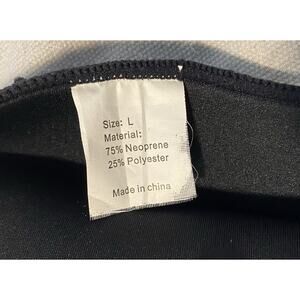 Size: L
Material:
75% Neoprene
25% Polyester
Made in china